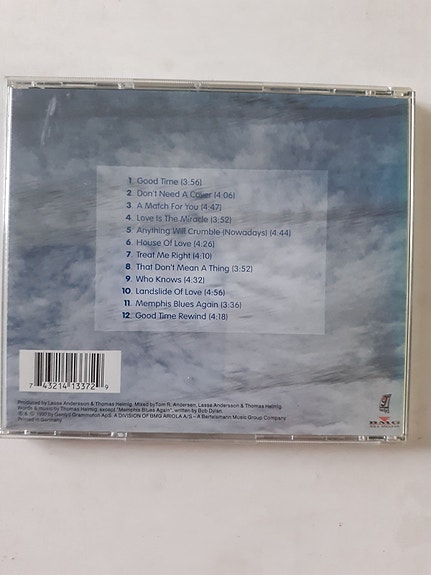 1 Good Time (3:56)
2 Don't Need A Caller (4:06)
3 A Match For You (4:47)
4 Love Is The Miracle (3:52)
5 Anything Will Crumble (Nowadays) (4:44)
6 House Of Love (4:26)
7 Treat Me Right (4:10)
8 That Don't Mean A Thing (3:52)
9 Who Knows (4:32)
10 Landslide Of Love (4:56)
11 Memphis Blues Again (3:36)
12 Good Time Rewind (4:18)
7 43214 13372 9
Produced by Lasse Andersson & Thomas Helmig. Mixed by Tom R. Andersen, Lasse Andersson & Thomas Helmig.
Words & music by Thomas Helmig, except "Memphis Blues Again", written by Bob Dylan.
A DIVISION OF BMG ARIOLA A/S – A Bertelsmann Music Group Company
Printed in Germany
BMG